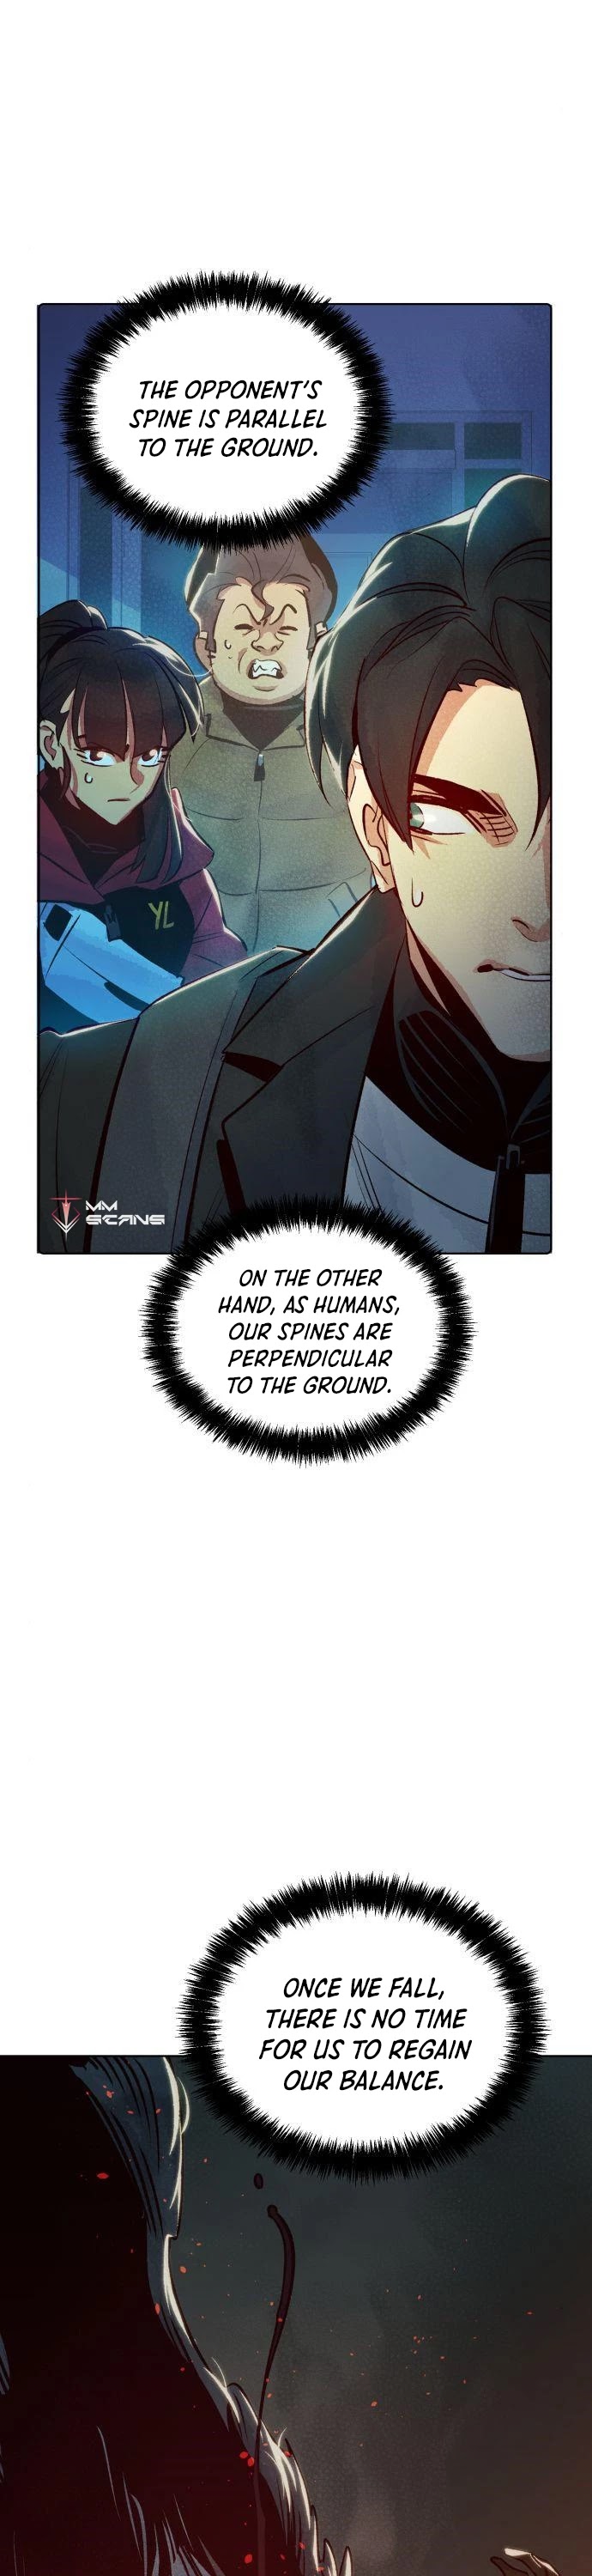 THE OPPONENT'S
SPINE IS PARALLEL
TO THE GROUND.
YL
MM
SCANS
ON THE OTHER
HAND, AS HUMANS,
OUR SPINES ARE
PERPENDICULAR
TO THE GROUND.
ONCE WE FALL,
THERE IS NO TIME
FOR US TO REGAIN
OUR BALANCE.